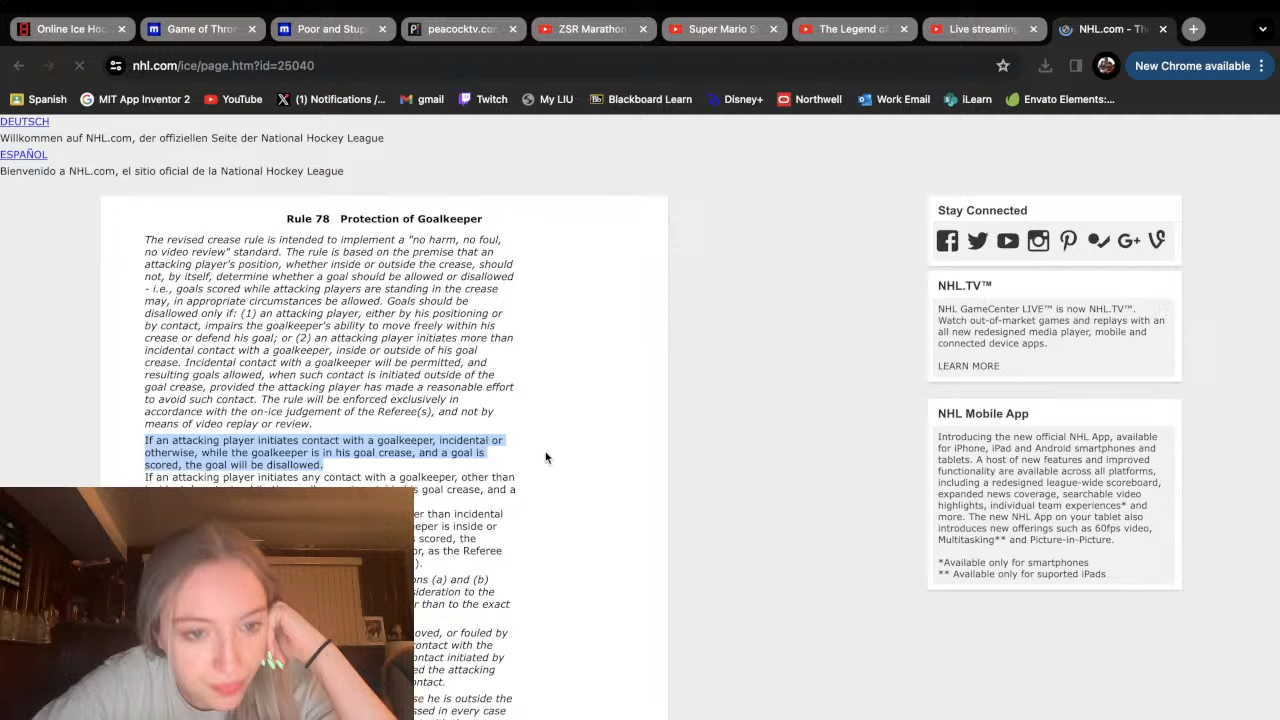 Online Ice Hoc
Game of Thron
Poor and Stup
peacocktv.com
ZSR Marathon
Super Mario S
The Legend of
Live streaming
NHL.com - Th
nhl.com/ice/page.htm?id=25040
New Chrome available
Spanish
MIT App Inventor 2
YouTube
(1) Notifications /...
gmail
Twitch
My LIU
Blackboard Learn
Disney+
Northwell
Work Email
iLearn
Envato Elements:...
DEUTSCH
Willkommen auf NHL.com, der offiziellen Seite der National Hockey League
ESPAÑOL
Bienvenido a NHL.com, el sitio oficial de la National Hockey League
Rule 78 Protection of Goalkeeper
The revised crease rule is intended to implement a "no harm, no foul,
no video review" standard. The rule is based on the premise that an
attacking player's position, whether inside or outside the crease, should
not, by itself, determine whether a goal should be allowed or disallowed
- i.e., goals scored while attacking players are standing in the crease
may, in appropriate circumstances be allowed. Goals should be
disallowed only if: (1) an attacking player, either by his positioning or
by contact, impairs the goalkeeper's ability to move freely within his
crease or defend his goal; or (2) an attacking player initiates more than
incidental contact with a goalkeeper, inside or outside of his goal
crease. Incidental contact with a goalkeeper will be permitted, and
resulting goals allowed, when such contact is initiated outside of the
goal crease, provided the attacking player has made a reasonable effort
to avoid such contact. The rule will be enforced exclusively in
accordance with the on-ice judgement of the Referee(s), and not by
means of video replay or review.
If an attacking player initiates contact with a goalkeeper, incidental or
otherwise, while the goalkeeper is in his goal crease, and a goal is
scored, the goal will be disallowed.
If an attacking player initiates any contact with a goalkeeper, other than
goal crease, and a
er than incidental
eeper is inside or
s scored, the
or, as the Referee
).
ons (a) and (b)
sideration to the
r than to the exact
oved, or fouled by
contact with the
ontact initiated by
ed the attacking
ontact.
se he is outside the
ssed in every case
Stay Connected
NHL.TV™
NHL GameCenter LIVE™ is now NHL.TV™.
Watch out-of-market games and replays with an
all new redesigned media player, mobile and
connected device apps.
LEARN MORE
NHL Mobile App
Introducing the new official NHL App, available
for iPhone, iPad and Android smartphones and
tablets. A host of new features and improved
functionality are available across all platforms,
including a redesigned league-wide scoreboard,
expanded news coverage, searchable video
highlights, individual team experiences* and
more. The new NHL App on your tablet also
introduces new offerings such as 60fps video,
Multitasking** and Picture-in-Picture.
*Available only for smartphones
** Available only for suported iPads